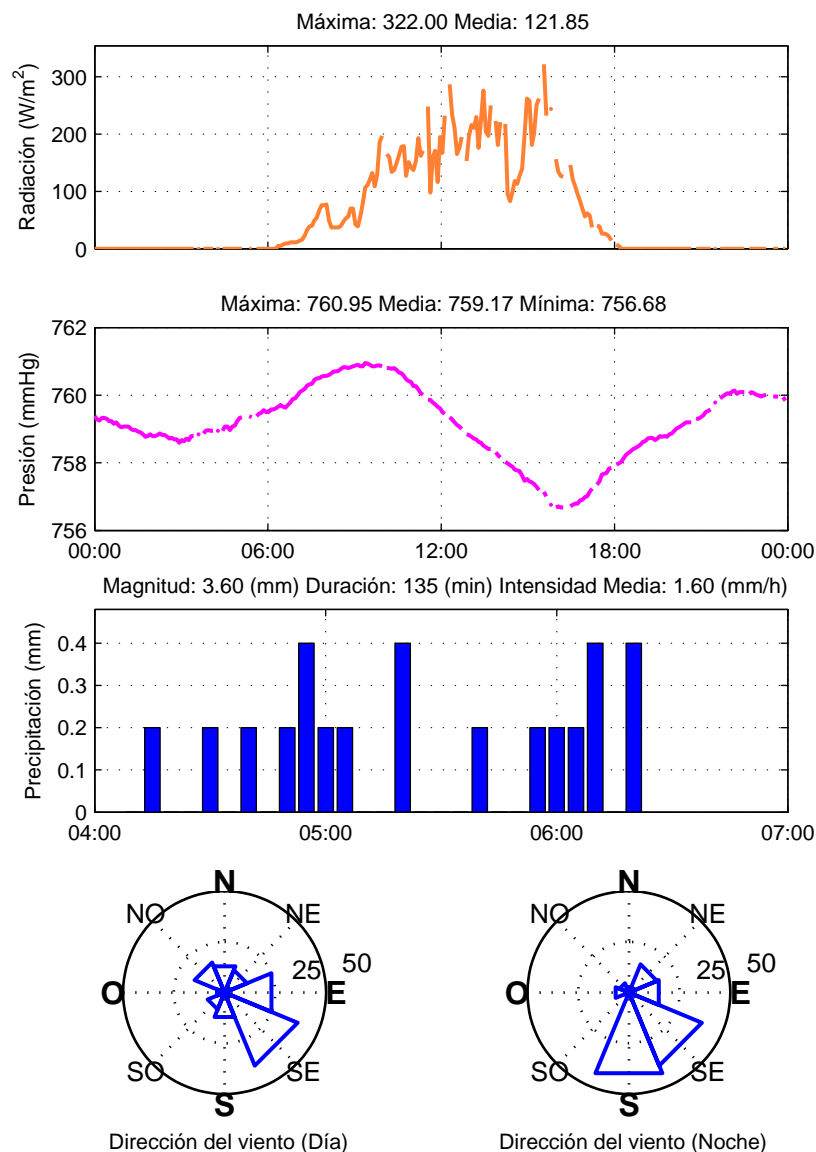 Máxima: 322.00 Media: 121.85
300
200
100
0
Radiación (W/m²)
Máxima: 760.95 Media: 759.17 Mínima: 756.68
762
760
758
756
Presión (mmHg)
00:00 06:00 12:00 18:00 00:00
Magnitud: 3.60 (mm) Duración: 135 (min) Intensidad Media: 1.60 (mm/h)
0.4
0.3
0.2
0.1
0
Precipitación (mm)
04:00 05:00 06:00 07:00
N
NO NE
25 50
O E
SO SE
S
Dirección del viento (Día)
N
NO NE
25 50
O E
SO SE
S
Dirección del viento (Noche)